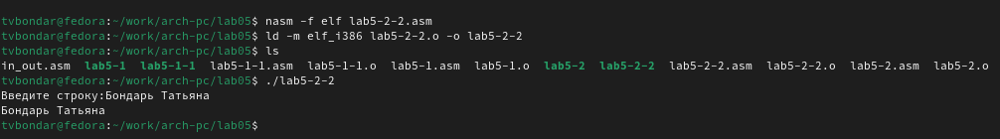 tvbondar@fedora:~/work/arch-pc/lab05$ nasm -f elf lab5-2-2.asm
tvbondar@fedora:~/work/arch-pc/lab05$ ld -m elf_i386 lab5-2-2.o -o lab5-2-2
tvbondar@fedora:~/work/arch-pc/lab05$ ls
in_out.asm  lab5-1  lab5-1-1  lab5-1-1.asm  lab5-1-1.o  lab5-1.asm  lab5-1.o  lab5-2  lab5-2-2  lab5-2-2.asm  lab5-2-2.o  lab5-2.asm  lab5-2.o
tvbondar@fedora:~/work/arch-pc/lab05$ ./lab5-2-2
Введите строку:Бондарь Татьяна
Бондарь Татьяна
tvbondar@fedora:~/work/arch-pc/lab05$